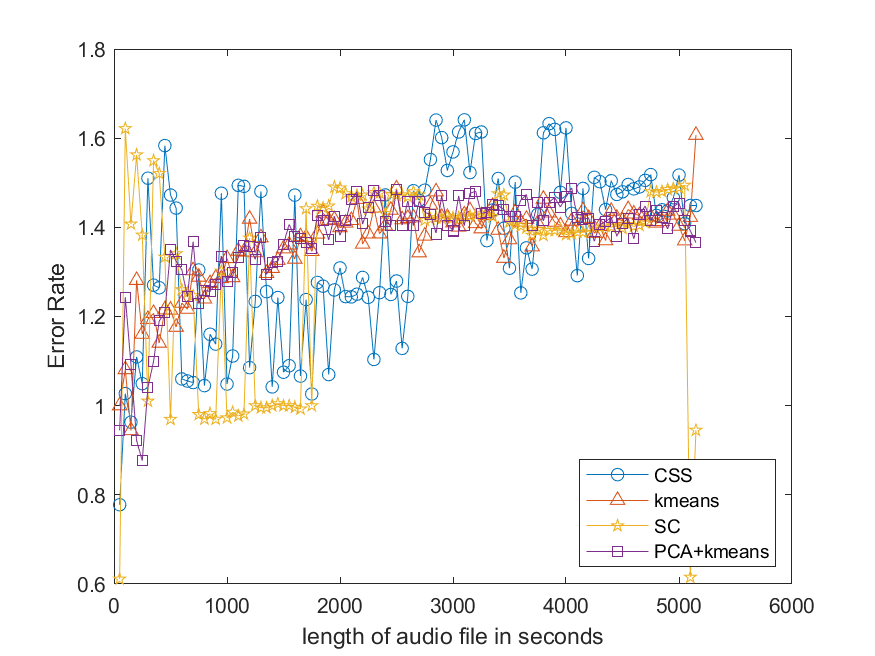 1.8
1.6
1.4
1.2
1
0.8
0.6
Error Rate
0 1000 2000 3000 4000 5000 6000
length of audio file in seconds
CSS
kmeans
SC
PCA+kmeans